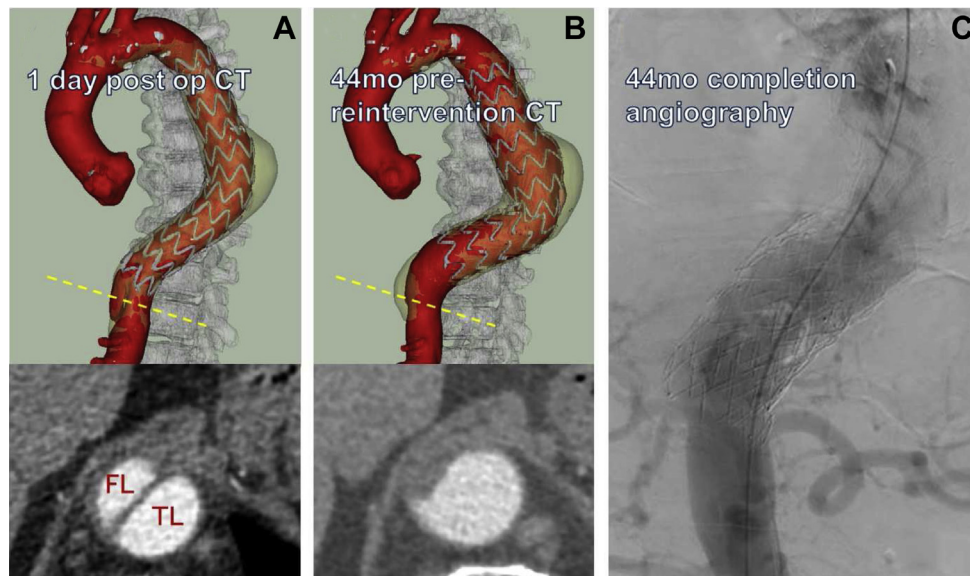 A
1 day post op CT
B
44mo pre-
reintervention CT
C
44mo completion
angiography
FL
TL